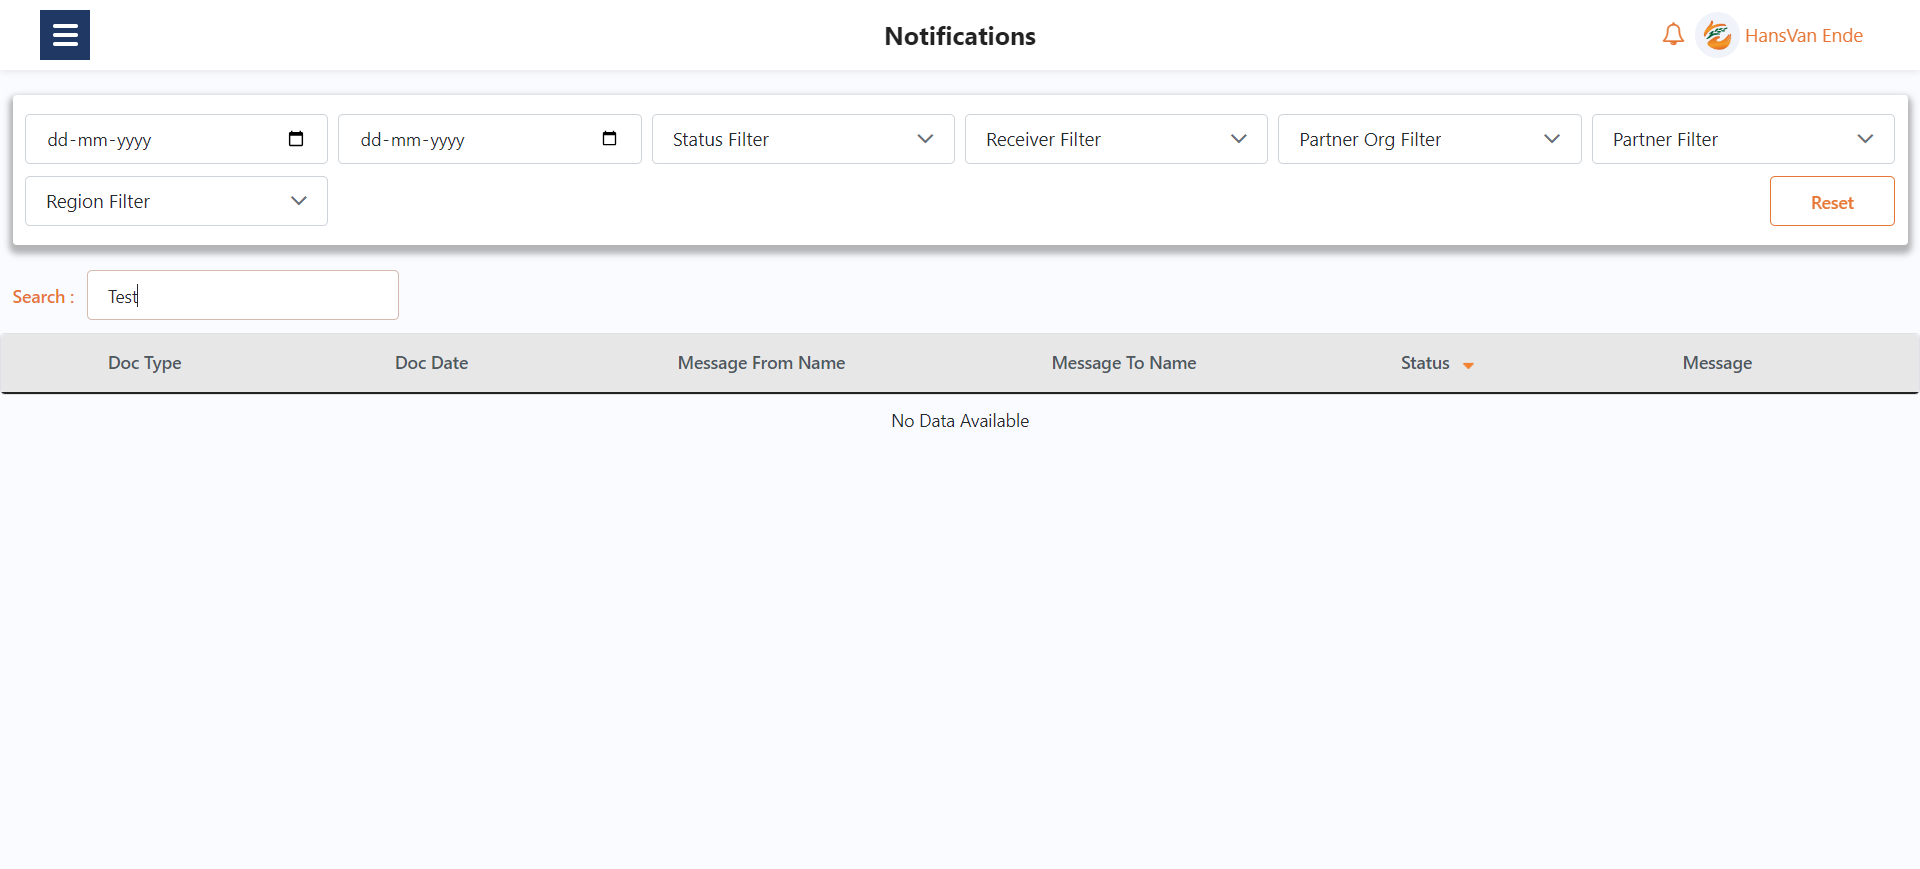 Notifications
HansVan Ende
dd-mm-yyyy
dd-mm-yyyy
Status Filter
Receiver Filter
Partner Org Filter
Partner Filter
Region Filter
Reset
Search :
Test
Doc Type
Doc Date
Message From Name
Message To Name
Status
Message
No Data Available